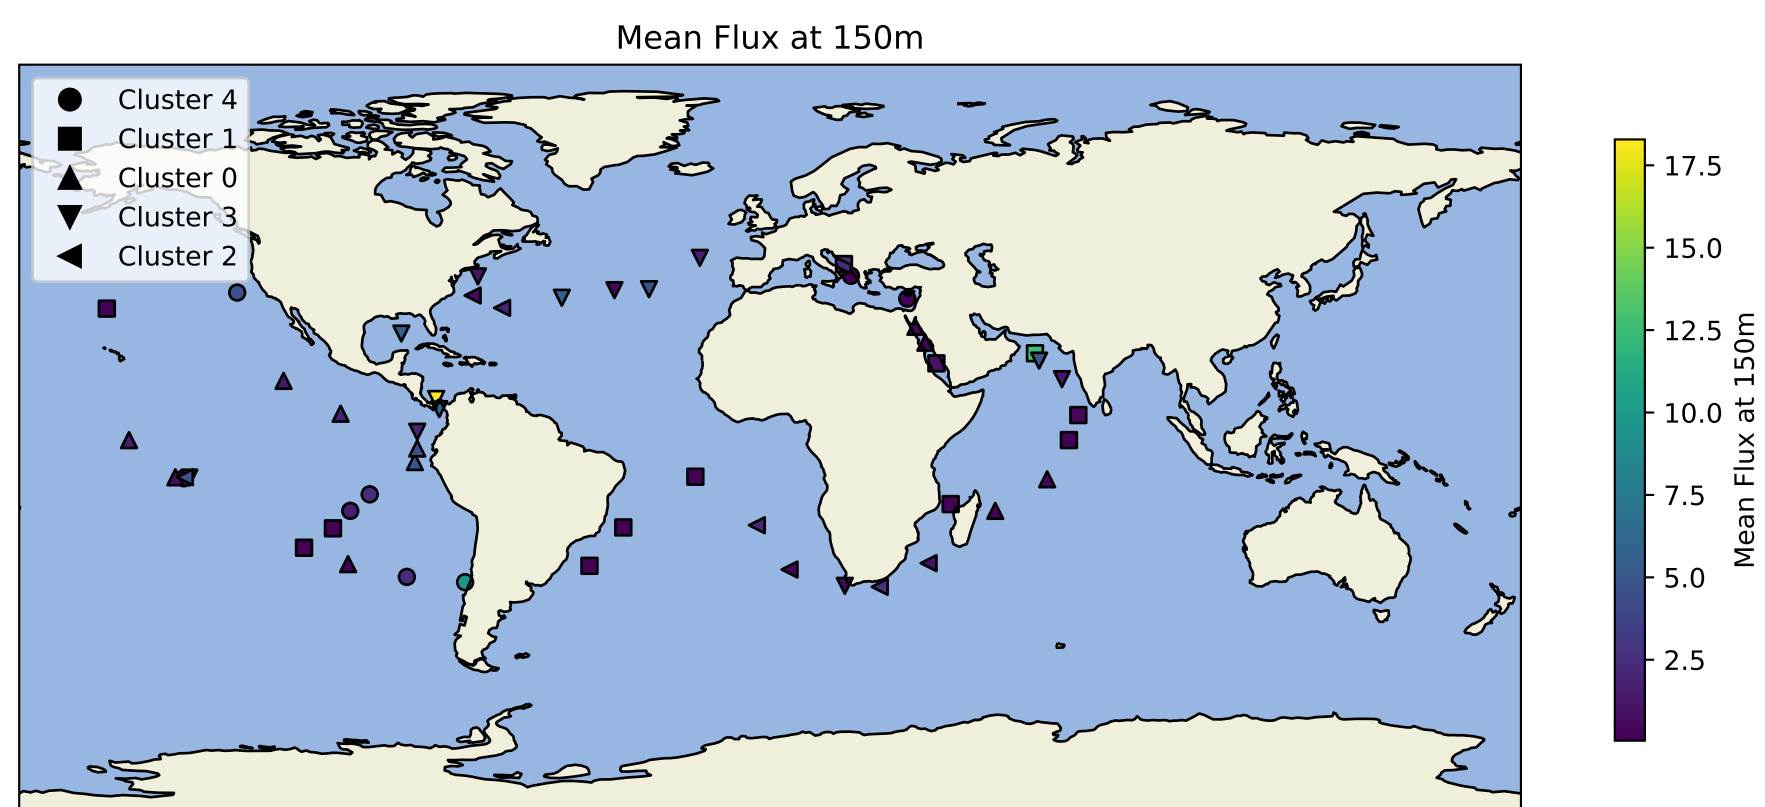 Mean Flux at 150m
Cluster 4
Cluster 1
Cluster 0
Cluster 3
Cluster 2
17.5
15.0
12.5
10.0
7.5
5.0
2.5
Mean Flux at 150m